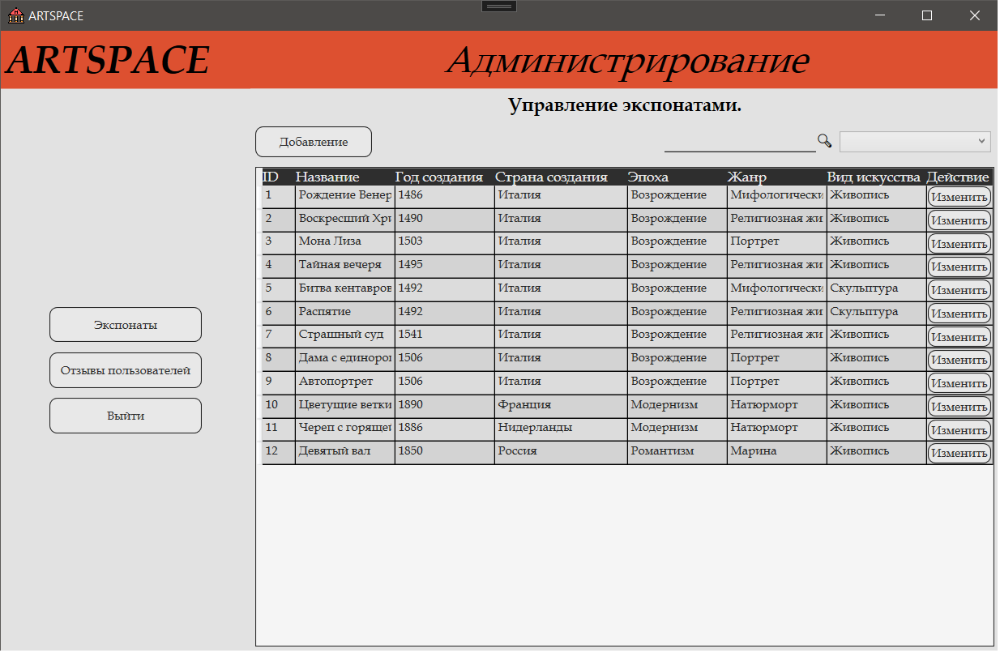 ARTSPACE
ARTSPACE Администрирование
Управление экспонатами.
Добавление
ID Название Год создания Страна создания Эпоха Жанр Вид искусства Действие
1 Рождение Венер 1486 Италия Возрождение Мифологически Живопись Изменить
2 Воскресший Хри 1490 Италия Возрождение Религиозная жи Живопись Изменить
3 Мона Лиза 1503 Италия Возрождение Портрет Живопись Изменить
4 Тайная вечеря 1495 Италия Возрождение Религиозная жи Живопись Изменить
5 Битва кентавров 1492 Италия Возрождение Мифологически Скульптура Изменить
6 Распятие 1492 Италия Возрождение Религиозная жи Скульптура Изменить
7 Страшный суд 1541 Италия Возрождение Религиозная жи Живопись Изменить
8 Дама с единорог 1506 Италия Возрождение Портрет Живопись Изменить
9 Автопортрет 1506 Италия Возрождение Портрет Живопись Изменить
10 Цветущие ветки 1890 Франция Модернизм Натюрморт Живопись Изменить
11 Череп с горящей 1886 Нидерланды Модернизм Натюрморт Живопись Изменить
12 Девятый вал 1850 Россия Романтизм Марина Живопись Изменить
Экспонаты
Отзывы пользователей
Выйти